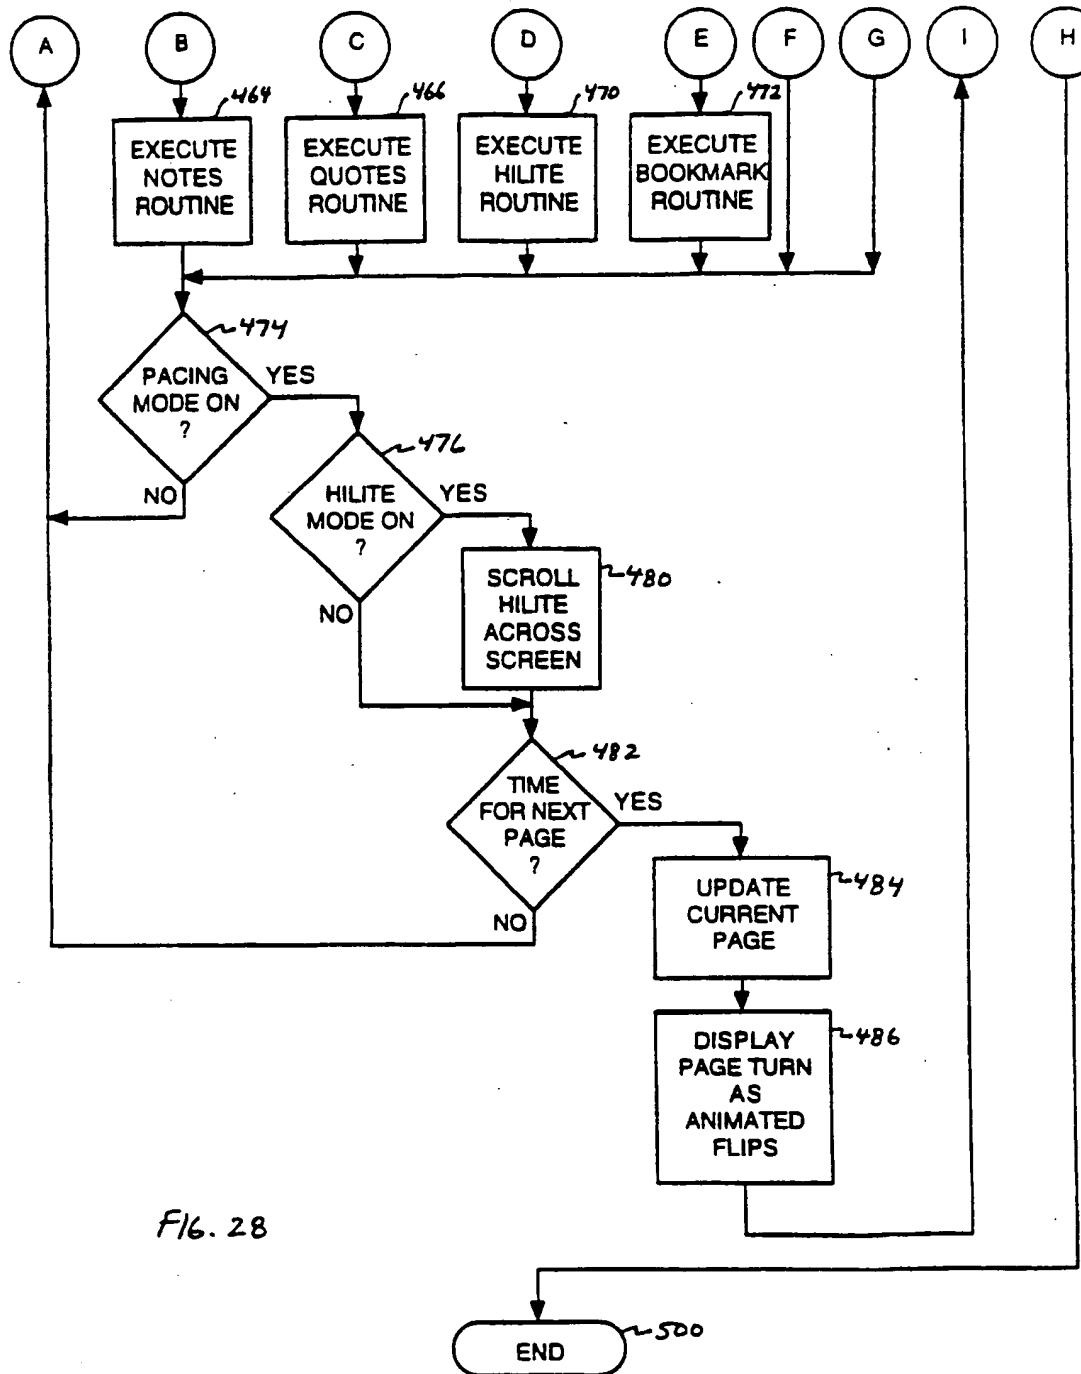 A B C D E F G I H
464 466 470 472
EXECUTE
NOTES
ROUTINE
EXECUTE
QUOTES
ROUTINE
EXECUTE
HILITE
ROUTINE
EXECUTE
BOOKMARK
ROUTINE
474
PACING
MODE ON
?
YES
NO
476
HILITE
MODE ON
?
YES
NO
480
SCROLL
HILITE
ACROSS
SCREEN
482
TIME
FOR NEXT
PAGE
?
YES
NO
484
UPDATE
CURRENT
PAGE
486
DISPLAY
PAGE TURN
AS
ANIMATED
FLIPS
FIG. 28
500
END